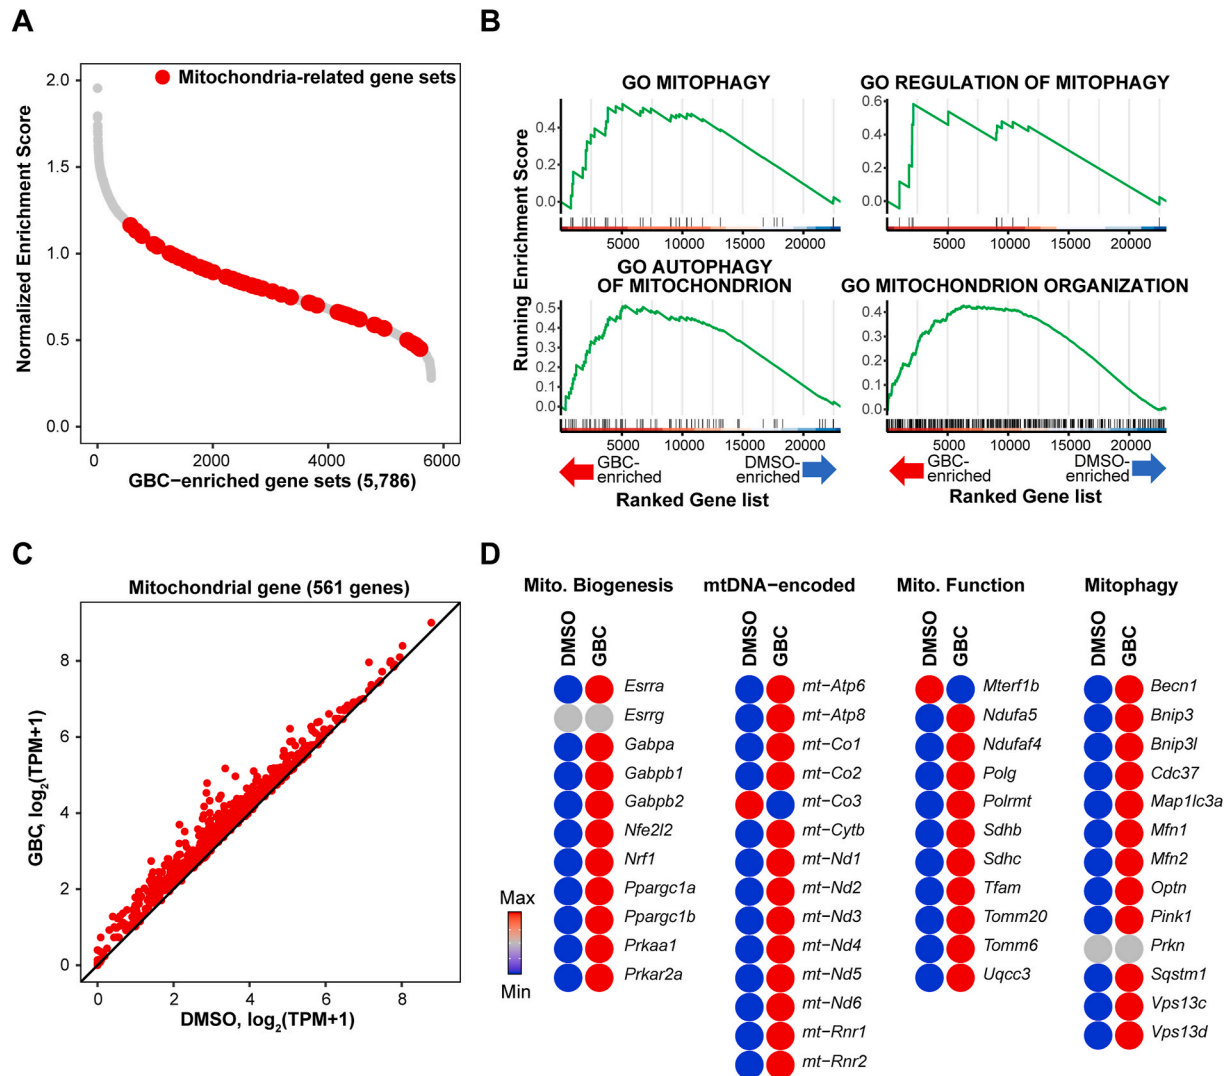 A
Mitochondria-related gene sets
Normalized Enrichment Score
2.0
1.5
1.0
0.5
0.0
0
2000
4000
6000
GBC-enriched gene sets (5,786)
B
Running Enrichment Score
GO MITOPHAGY
0.4
0.2
0.0
5000
10000
15000
20000
GO REGULATION OF MITOPHAGY
0.6
0.4
0.2
0.0
5000
10000
15000
20000
GO AUTOPHAGY
OF MITOCHONDRION
0.5
0.4
0.3
0.2
0.1
0.0
5000
10000
15000
20000
GBC-
enriched
DMSO-
enriched
Ranked Gene list
GO MITOCHONDRION ORGANIZATION
0.4
0.3
0.2
0.1
0.0
5000
10000
15000
20000
GBC-
enriched
DMSO-
enriched
Ranked Gene list
C
Mitochondrial gene (561 genes)
GBC, log2(TPM+1)
8
6
4
2
0
0
2
4
6
8
DMSO, log2(TPM+1)
D
Max
Min
Mito. Biogenesis
DMSO
GBC
Esrra
Esrrg
Gabpa
Gabpb1
Gabpb2
Nfe2l2
Nrf1
Ppargc1a
Ppargc1b
Prkaa1
Prkar2a
mtDNA-encoded
DMSO
GBC
mt-Atp6
mt-Atp8
mt-Co1
mt-Co2
mt-Co3
mt-Cytb
mt-Nd1
mt-Nd2
mt-Nd3
mt-Nd4
mt-Nd5
mt-Nd6
mt-Rnr1
mt-Rnr2
Mito. Function
DMSO
GBC
Mterf1b
Ndufa5
Ndufaf4
Polg
Polrmt
Sdhb
Sdhc
Tfam
Tomm20
Tomm6
Uqcc3
Mitophagy
DMSO
GBC
Becn1
Bnip3
Bnip3l
Cdc37
Map1lc3a
Mfn1
Mfn2
Optn
Pink1
Prkn
Sqstm1
Vps13c
Vps13d